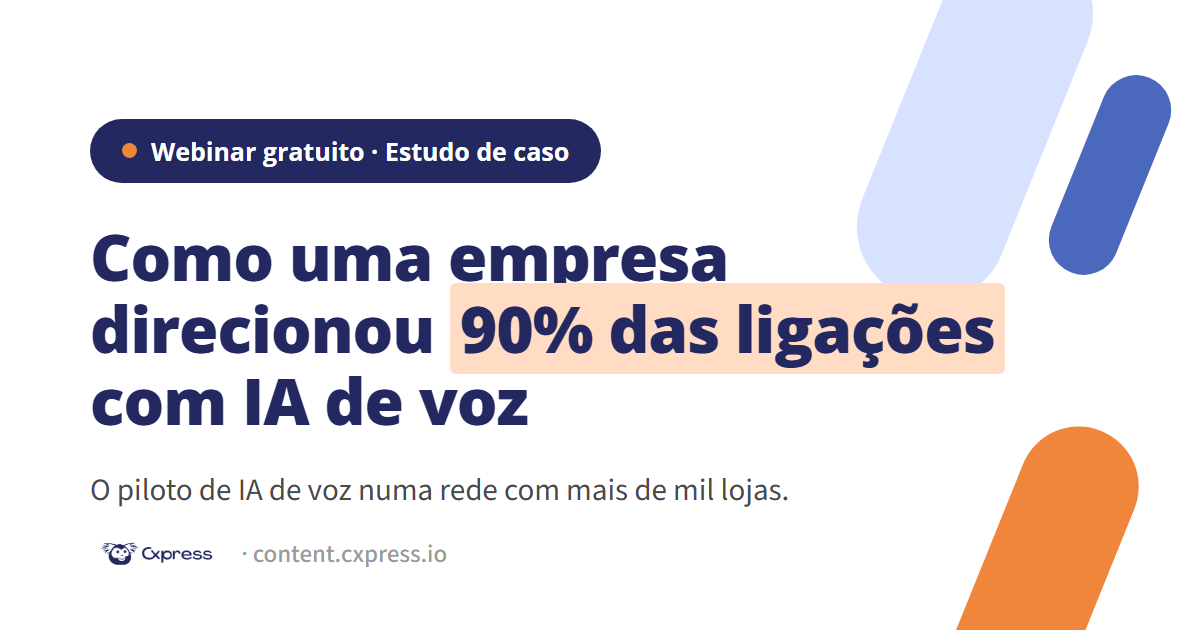 Webinar gratuito · Estudo de caso
Como uma empresa
direcionou 90% das ligações
com IA de voz
O piloto de IA de voz numa rede com mais de mil lojas.
Cxpress · content.cxpress.io